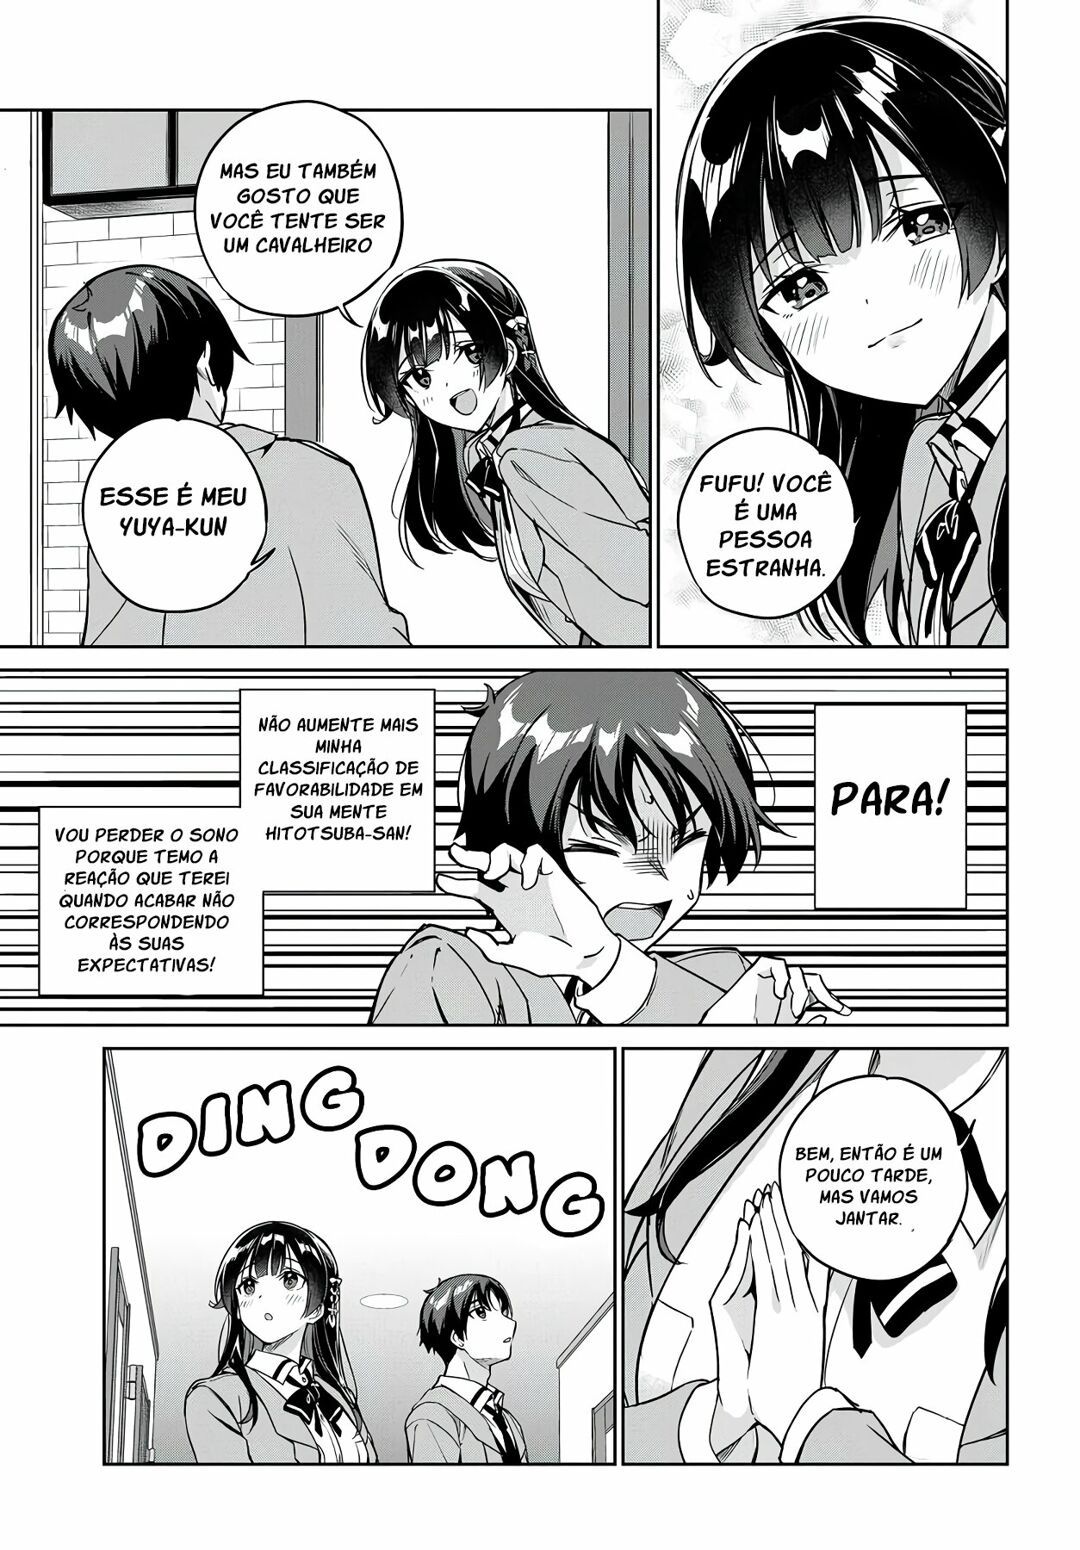 FUFU! VOCÊ
É UMA
PESSOA
ESTRANHA.
MAS EU TAMBÉM
GOSTO QUE
VOCÊ TENTE SER
UM CAVALHEIRO
ESSE É MEU
YUYA-KUN
PARA!
NÃO AUMENTE MAIS
MINHA
CLASSIFICAÇÃO DE
FAVORABILIDADE EM
SUA MENTE
HITOTSUBA-SAN!
VOU PERDER O SONO
PORQUE TEMO A
REAÇÃO QUE TEREI
QUANDO ACABAR NÃO
CORRESPONDENDO
ÀS SUAS
EXPECTATIVAS!
BEM, ENTÃO É UM
POUCO TARDE,
MAS VAMOS
JANTAR.
DING
DONG